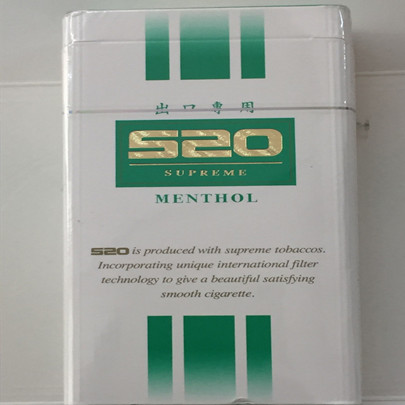 出口專用
520
SUPREME
MENTHOL
520 is produced with supreme tobaccos.
Incorporating unique international filter
technology to give a beautiful satisfying
smooth cigarette.